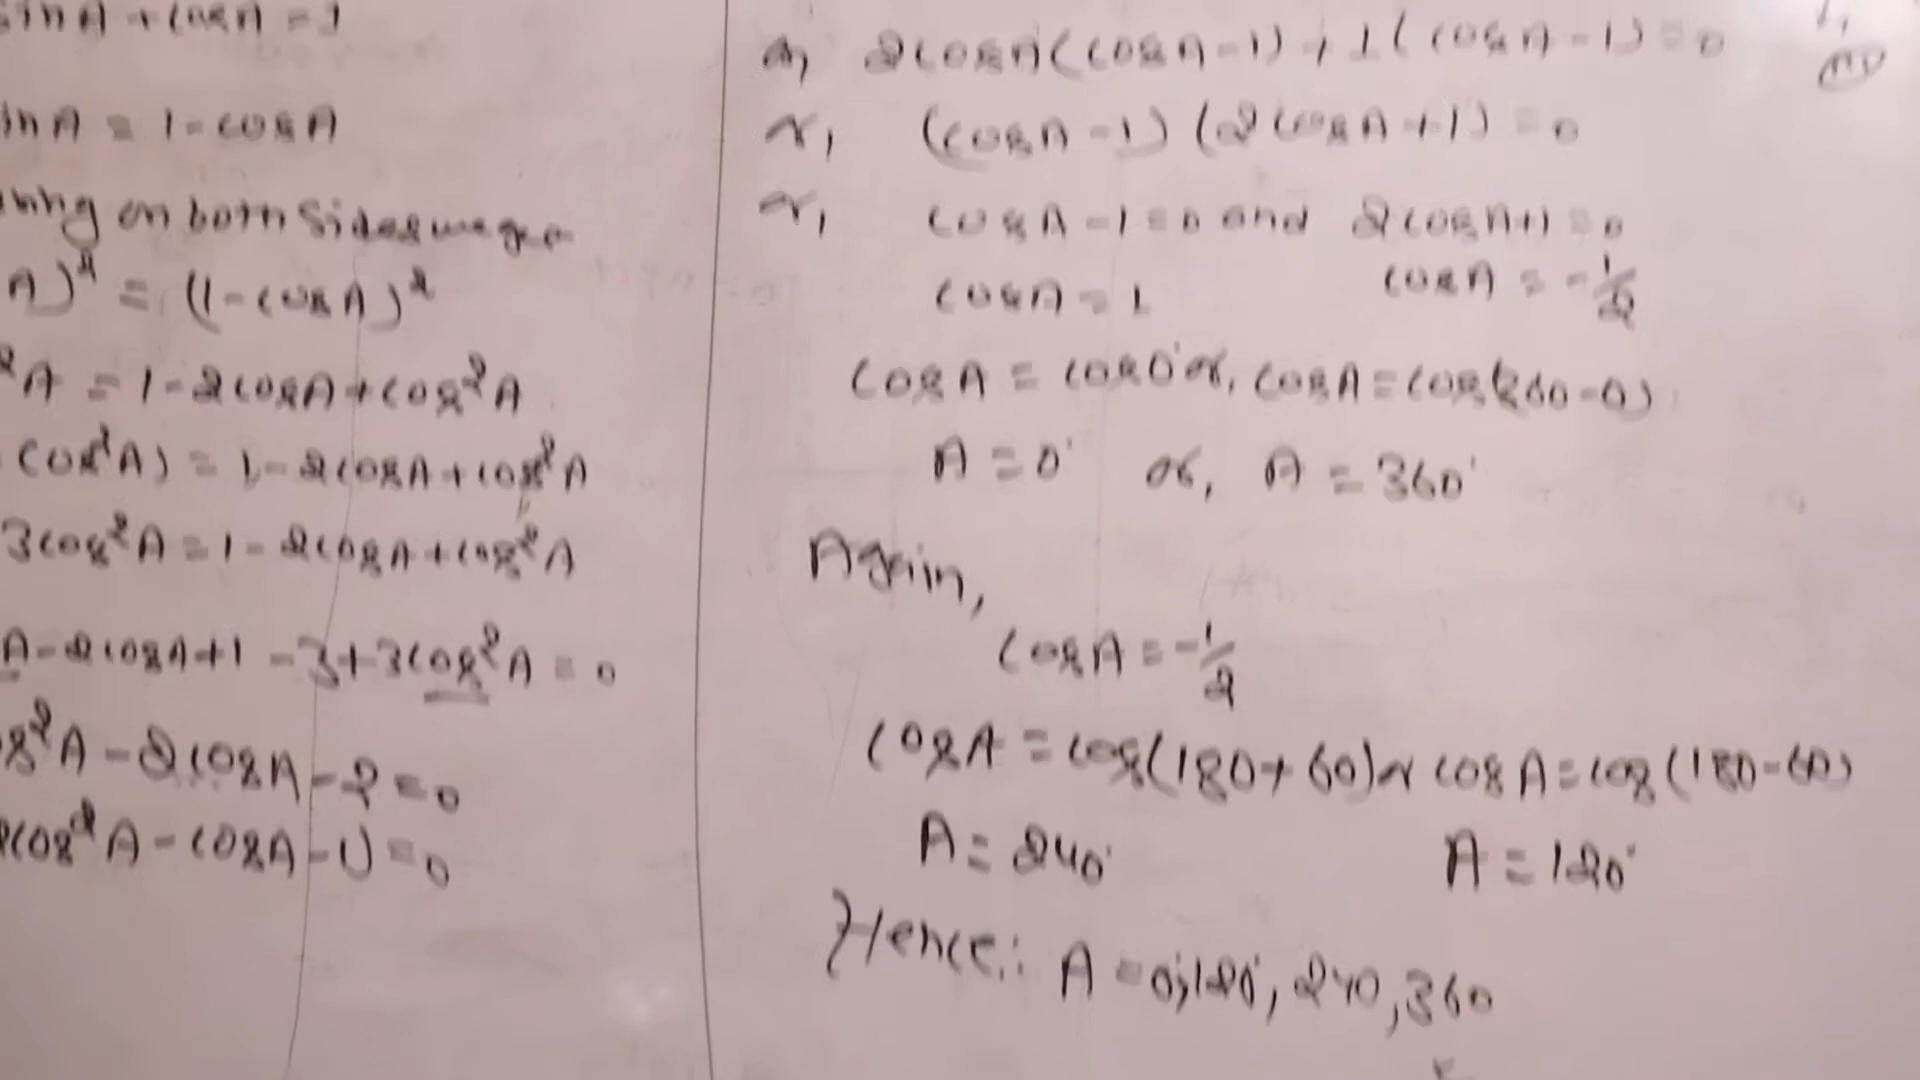 sinA + cosA = 1
inA = 1 - cosA
ing on both sides we get
A)² = (1 - cosA)²
²A = 1 - 2cosA + cos²A
cos²A) = 1 - 2cosA + cos²A
3cos²A = 1 - 2cosA + cos²A
A - 2cosA + 1 - 3 + 3cos²A = 0
s²A - 2cosA - 2 = 0
2cos²A - cosA - 1) = 0
or, 2cosA(cosA - 1) + 1(cosA - 1) = 0
or, (cosA - 1) (2cosA + 1) = 0
or, cosA - 1 = 0 and 2cosA + 1 = 0
cosA = 1 cosA = -1/2
cosA = cos0° or, cosA = cos(360 - 0)
A = 0° or, A = 360°
Again,
cosA = -1/2
cosA = cos(180 + 60) or cosA = cos(180 - 60)
A = 240° A = 120°
Hence, ∴ A = 0°, 120°, 240, 360